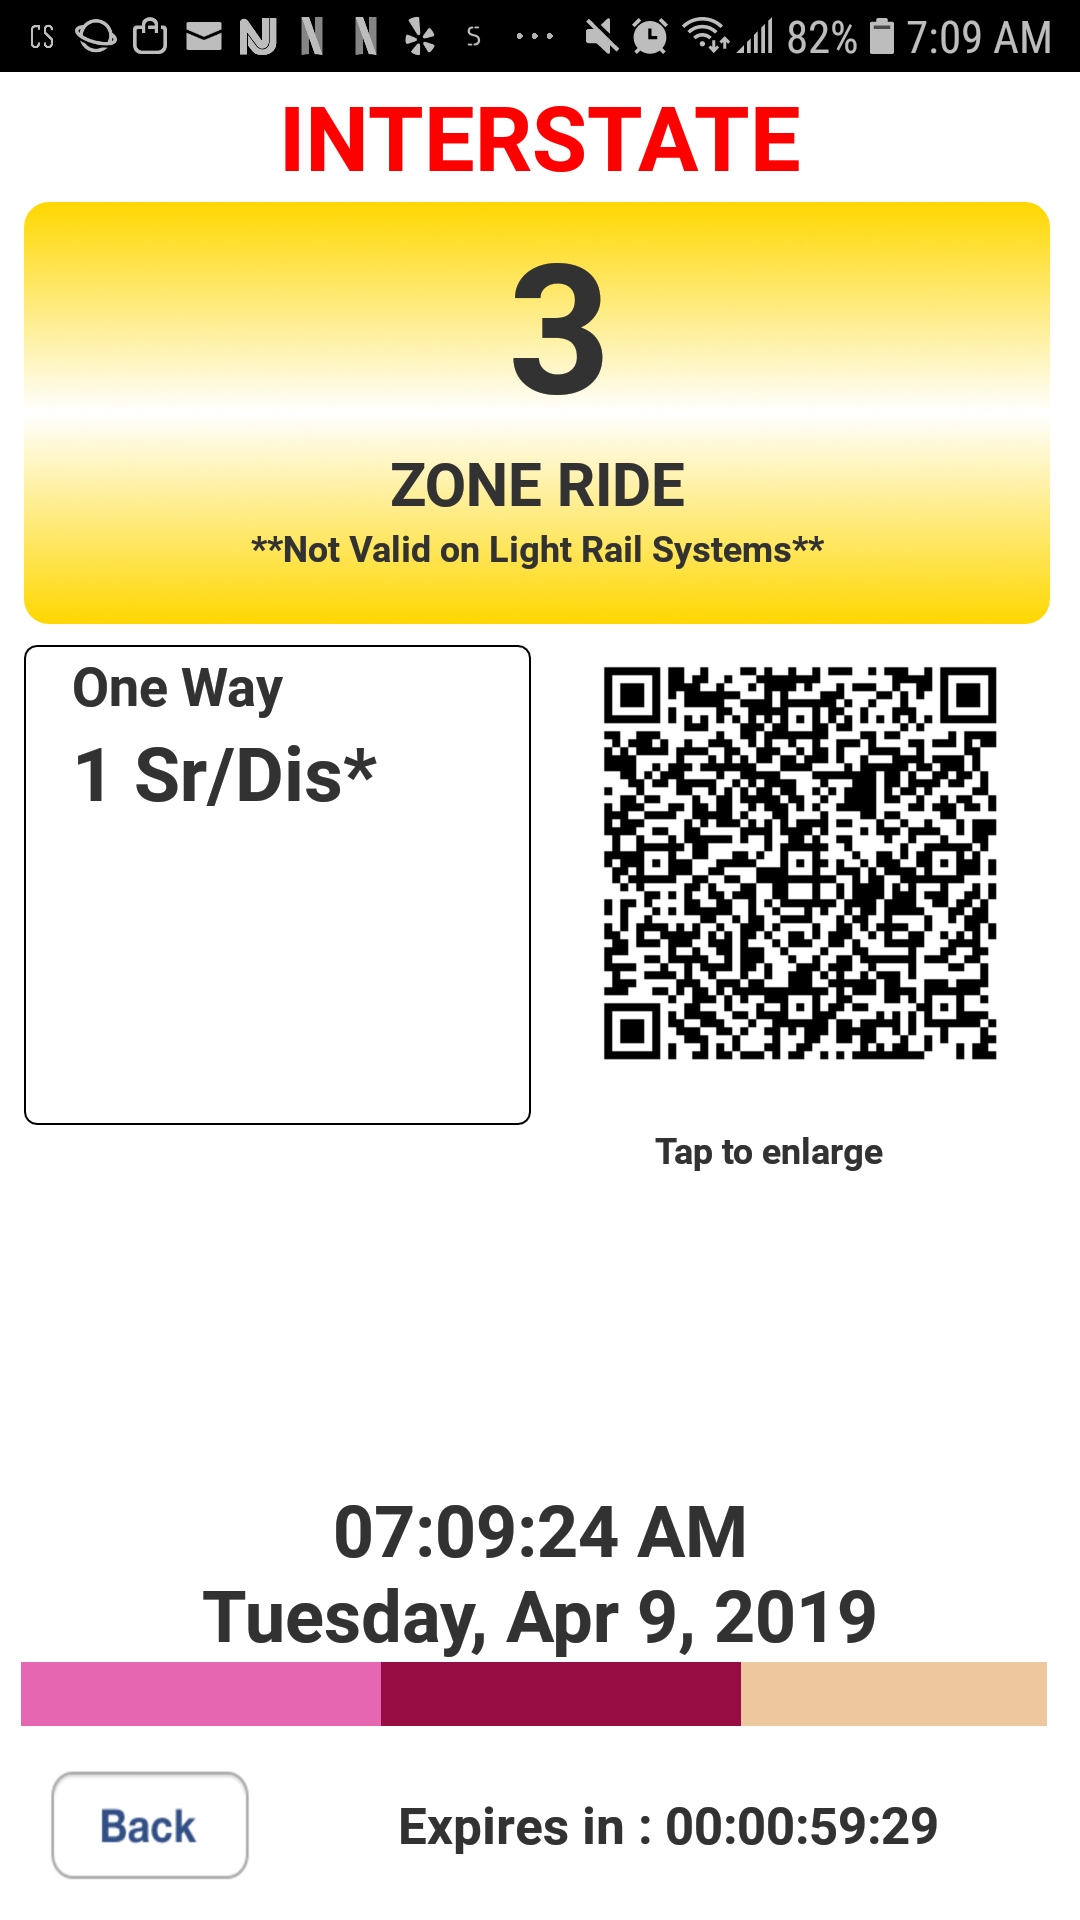 CS S ... 82% 7:09 AM
INTERSTATE
3
ZONE RIDE
**Not Valid on Light Rail Systems**
One Way
1 Sr/Dis*
Tap to enlarge
07:09:24 AM
Tuesday, Apr 9, 2019
Back
Expires in : 00:00:59:29